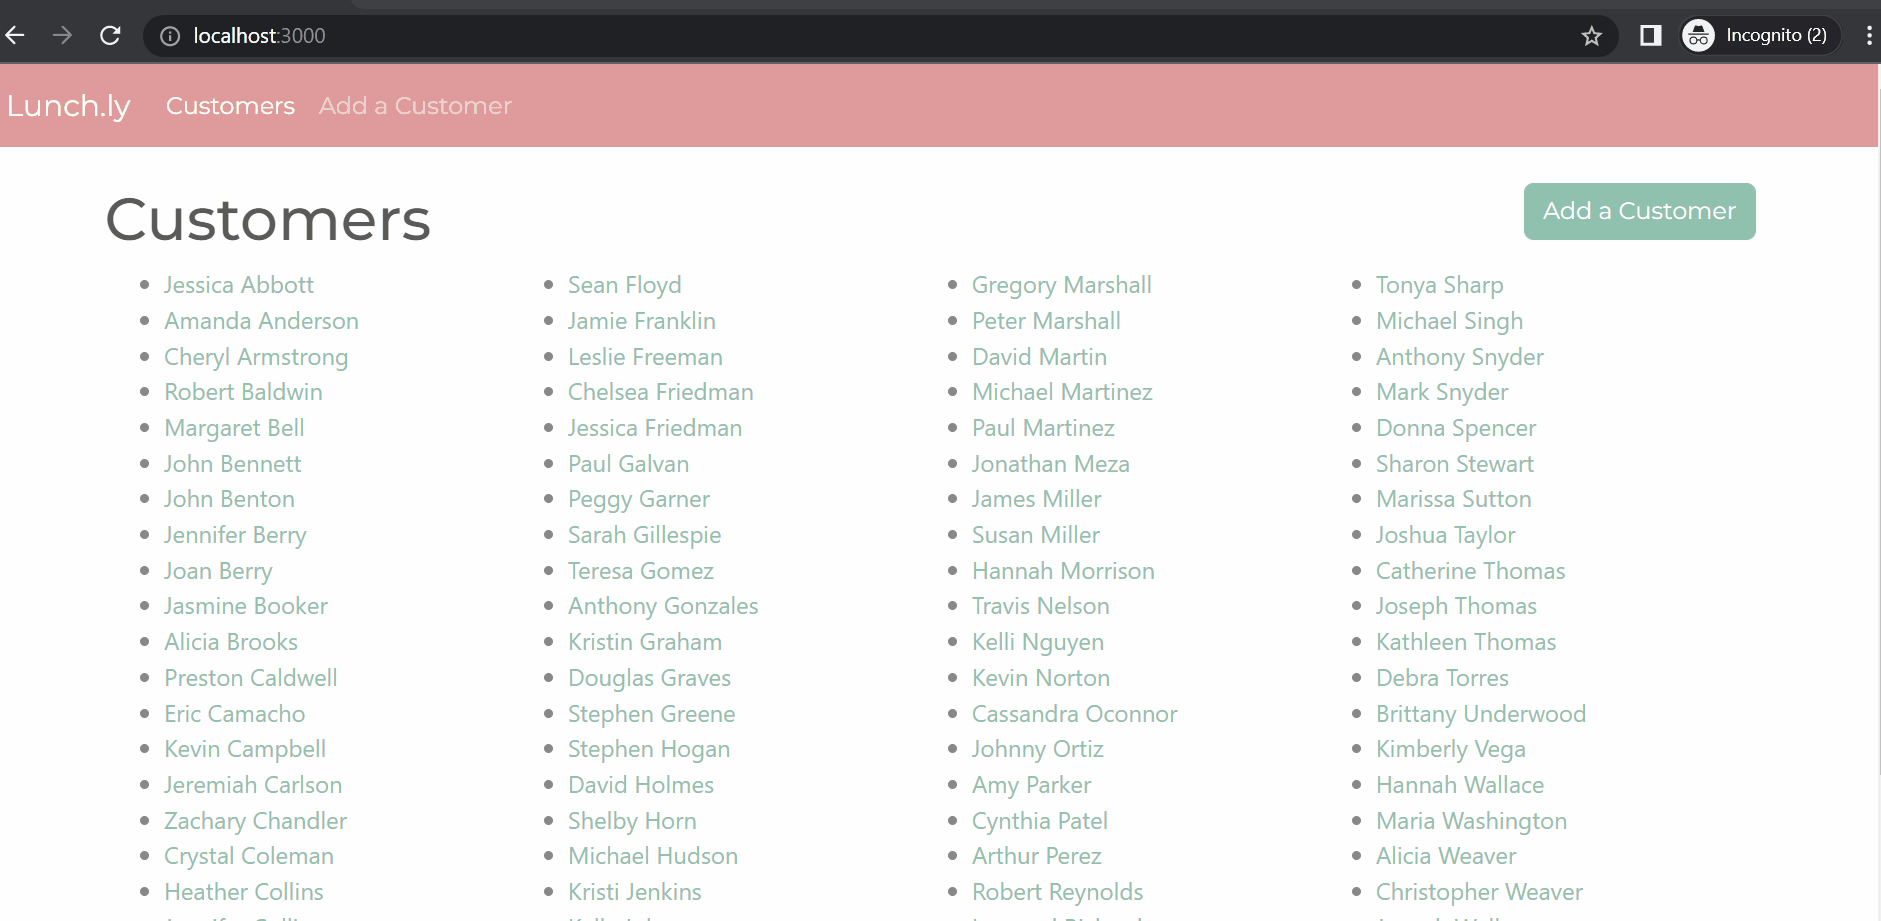 localhost:3000
Incognito (2)
Lunch.ly Customers Add a Customer
Customers
Add a Customer
Jessica Abbott
Amanda Anderson
Cheryl Armstrong
Robert Baldwin
Margaret Bell
John Bennett
John Benton
Jennifer Berry
Joan Berry
Jasmine Booker
Alicia Brooks
Preston Caldwell
Eric Camacho
Kevin Campbell
Jeremiah Carlson
Zachary Chandler
Crystal Coleman
Heather Collins
Sean Floyd
Jamie Franklin
Leslie Freeman
Chelsea Friedman
Jessica Friedman
Paul Galvan
Peggy Garner
Sarah Gillespie
Teresa Gomez
Anthony Gonzales
Kristin Graham
Douglas Graves
Stephen Greene
Stephen Hogan
David Holmes
Shelby Horn
Michael Hudson
Kristi Jenkins
Gregory Marshall
Peter Marshall
David Martin
Michael Martinez
Paul Martinez
Jonathan Meza
James Miller
Susan Miller
Hannah Morrison
Travis Nelson
Kelli Nguyen
Kevin Norton
Cassandra Oconnor
Johnny Ortiz
Amy Parker
Cynthia Patel
Arthur Perez
Robert Reynolds
Tonya Sharp
Michael Singh
Anthony Snyder
Mark Snyder
Donna Spencer
Sharon Stewart
Marissa Sutton
Joshua Taylor
Catherine Thomas
Joseph Thomas
Kathleen Thomas
Debra Torres
Brittany Underwood
Kimberly Vega
Hannah Wallace
Maria Washington
Alicia Weaver
Christopher Weaver